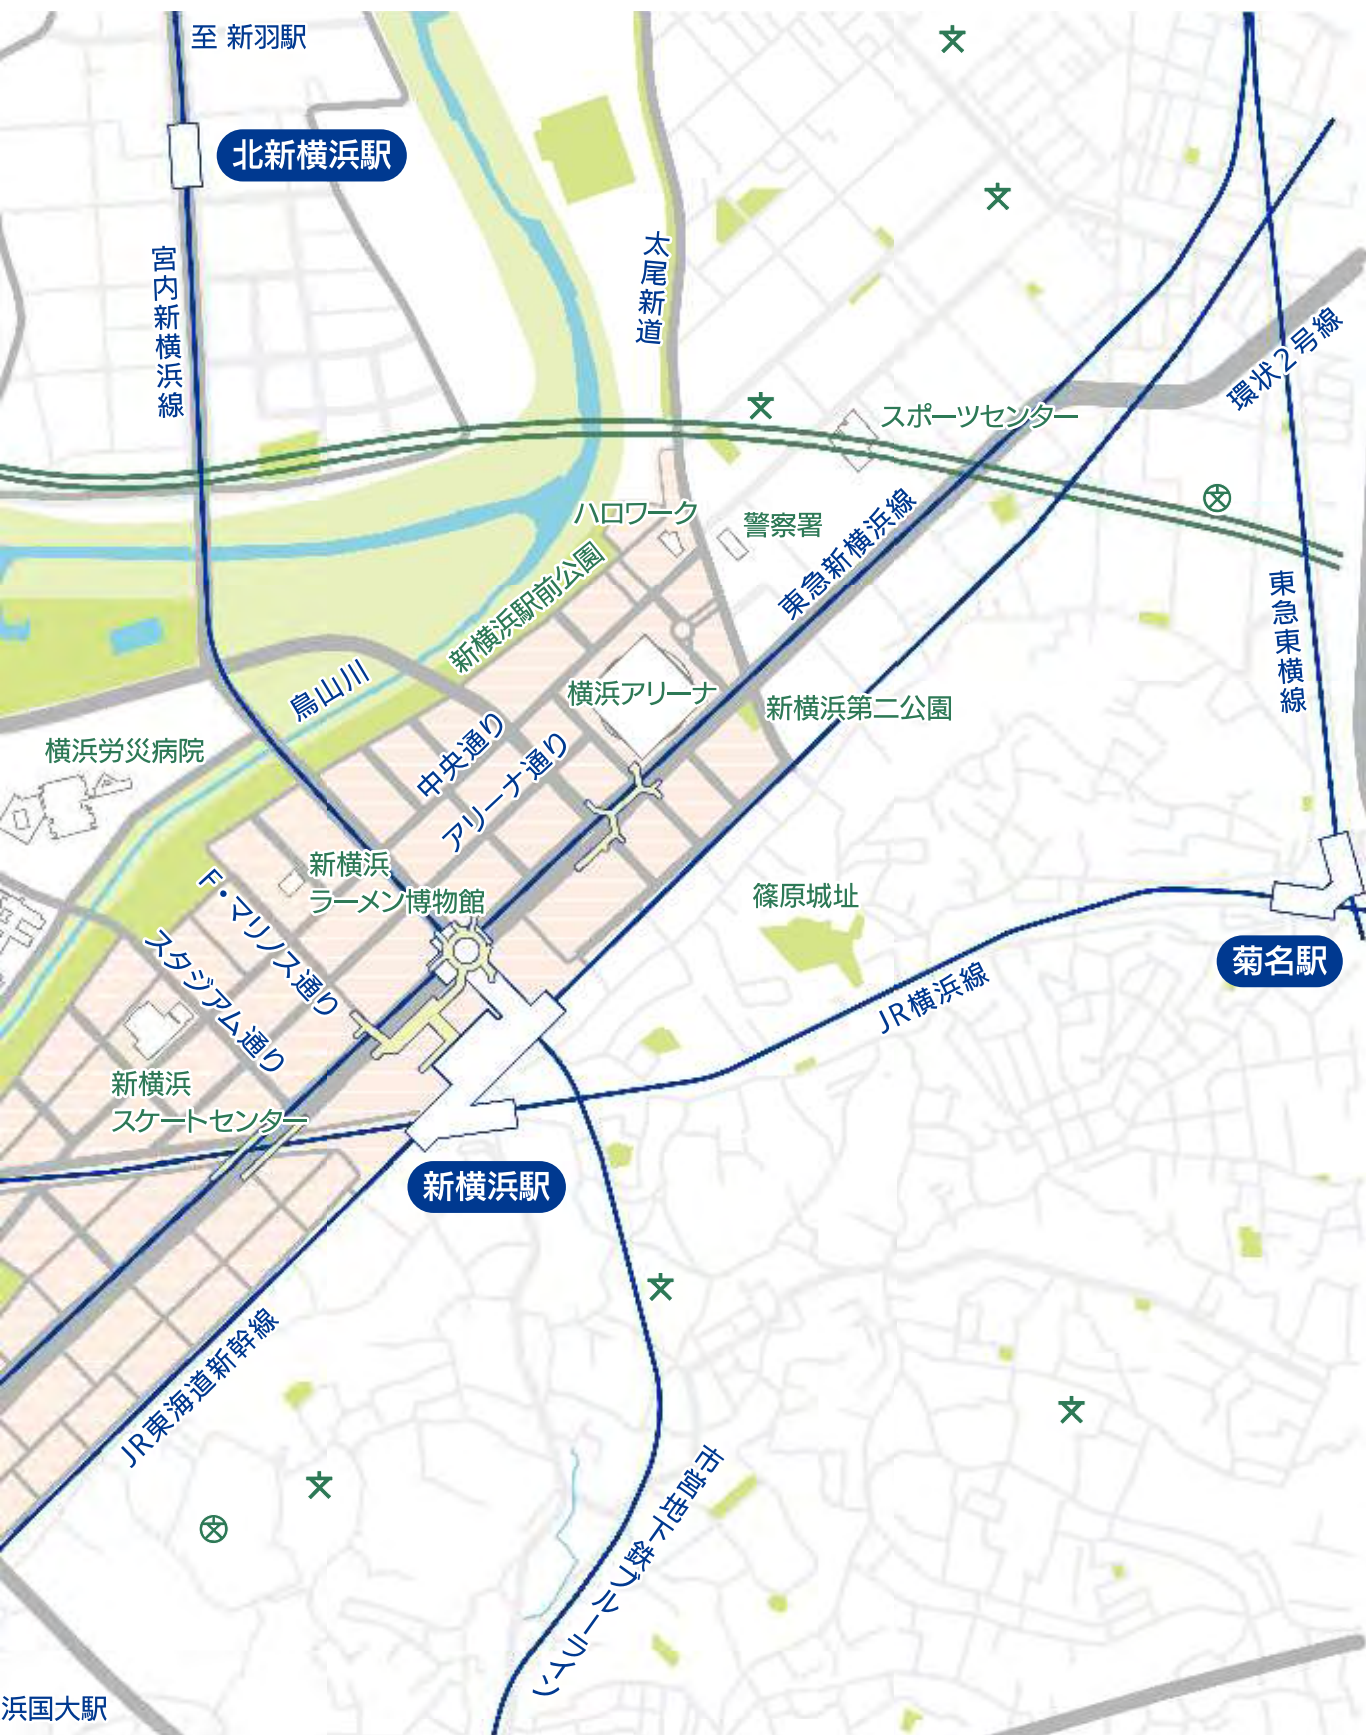 至 新羽駅
北新横浜駅
宮内新横浜線
太尾新道
環状2号線
スポーツセンター
ハロワーク
警察署
東急新横浜線
新横浜駅前公園
東急東横線
鳥山川
横浜アリーナ
新横浜第二公園
横浜労災病院
中央通り
アリーナ通り
新横浜
ラーメン博物館
F・マリノス通り
スタジアム通り
篠原城址
菊名駅
JR横浜線
新横浜
スケートセンター
新横浜駅
JR東海道新幹線
市営地下鉄ブルーライン
浜国大駅